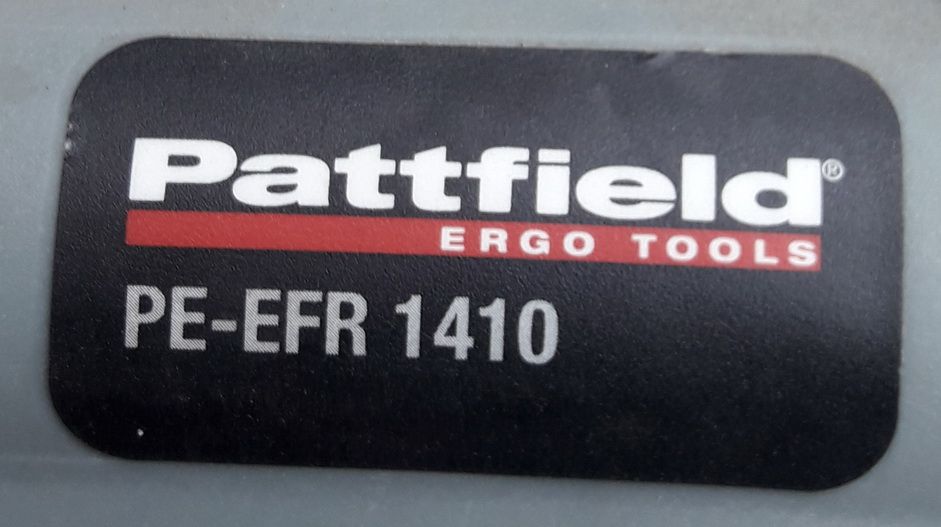 Pattfield®
ERGO TOOLS
PE-EFR 1410